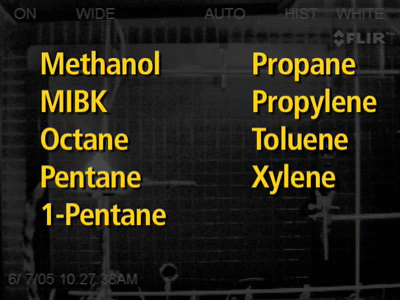 ON WIDE AUTO HIST WHITE
FLIR
Methanol
MIBK
Octane
Pentane
1-Pentane
Propane
Propylene
Toluene
Xylene
6/ 7/05 10:27:38AM